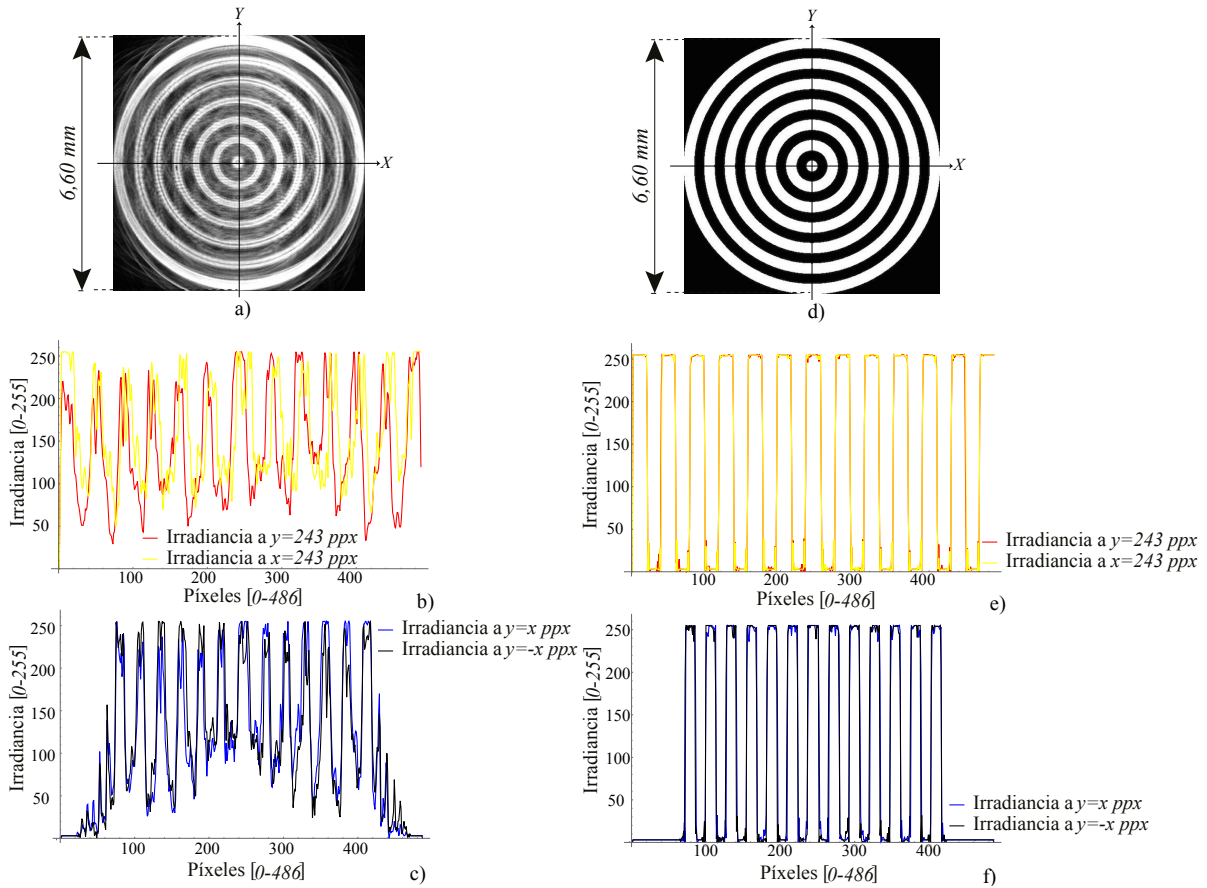 Y
X
6,60 mm
a)
Y
X
6,60 mm
d)
250
200
150
100
50
Irradiancia [0-255]
Irradiancia a y=243 ppx
Irradiancia a x=243 ppx
100
200
300
400
Píxeles [0-486]
b)
250
200
150
100
50
Irradiancia [0-255]
Irradiancia a y=243 ppx
Irradiancia a x=243 ppx
100
200
300
400
Píxeles [0-486]
e)
250
200
150
100
50
Irradiancia [0-255]
Irradiancia a y=x ppx
Irradiancia a y=-x ppx
100
200
300
400
Píxeles [0-486]
c)
250
200
150
100
50
Irradiancia [0-255]
Irradiancia a y=x ppx
Irradiancia a y=-x ppx
100
200
300
400
Píxeles [0-486]
f)